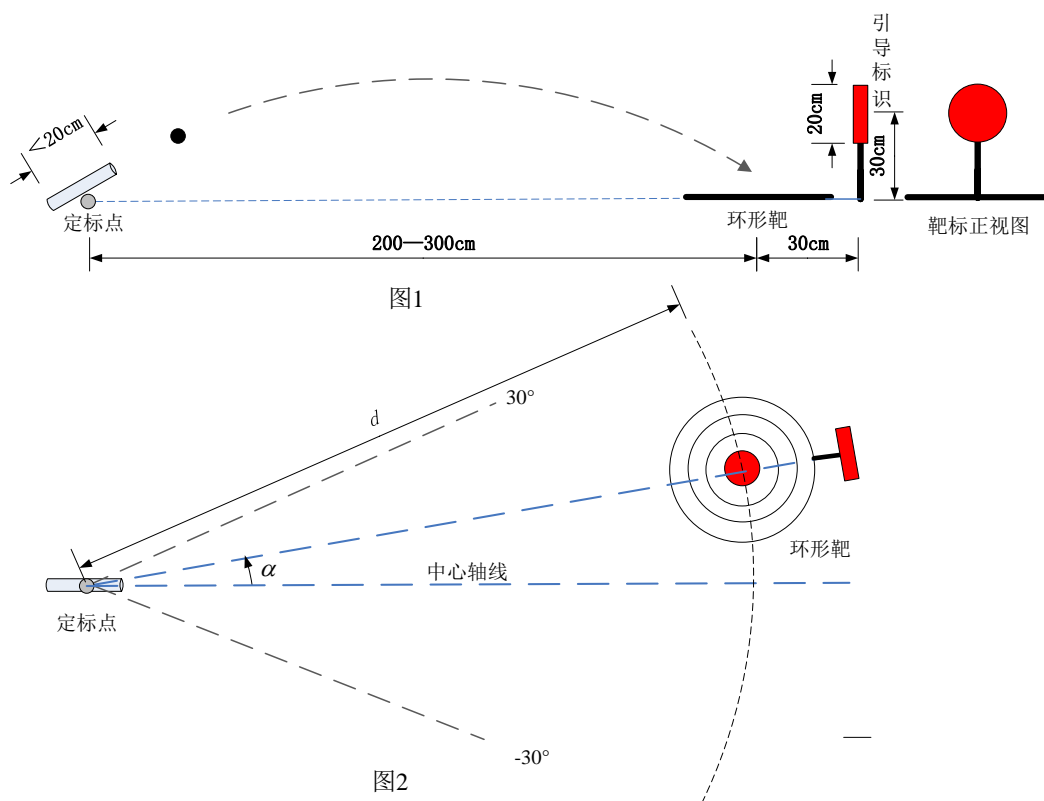 引导标识
20cm
30cm
<20cm
定标点
环形靶
靶标正视图
200—300cm
30cm
图1
d
30°
环形靶
α
中心轴线
定标点
-30°
图2